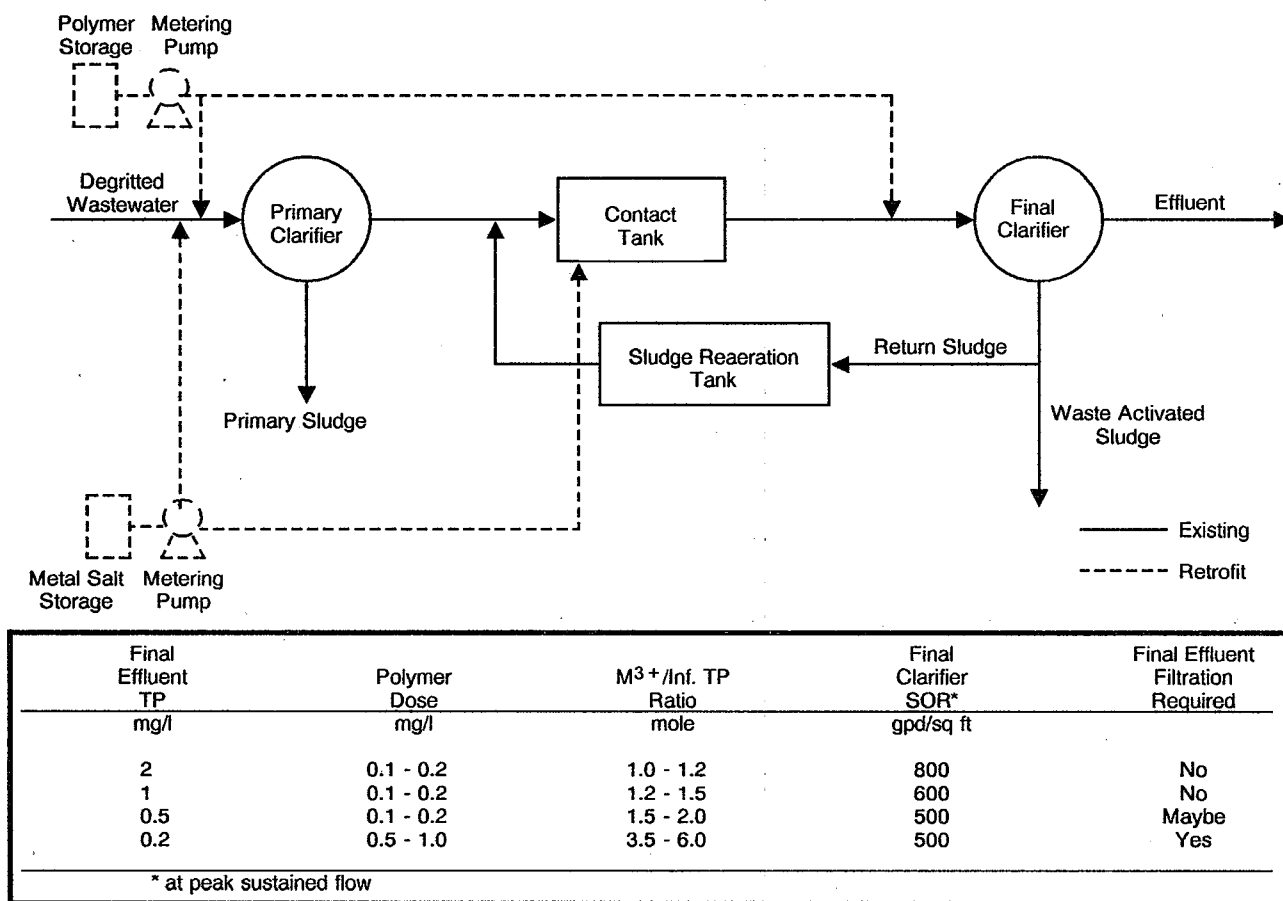 Polymer
Storage
Metering
Pump
Degritted
Wastewater
Primary
Clarifier
Contact
Tank
Final
Clarifier
Effluent
Sludge Reaeration
Tank
Return Sludge
Primary Sludge
Waste Activated
Sludge
Metal Salt
Storage
Metering
Pump
Existing
Retrofit
Final
Effluent
TP
Polymer
Dose
M3+/Inf. TP
Ratio
Final
Clarifier
SOR*
Final Effluent
Filtration
Required
mg/l mg/l mole gpd/sq ft
2 0.1 - 0.2 1.0 - 1.2 800 No
1 0.1 - 0.2 1.2 - 1.5 600 No
0.5 0.1 - 0.2 1.5 - 2.0 500 Maybe
0.2 0.5 - 1.0 3.5 - 6.0 500 Yes
* at peak sustained flow